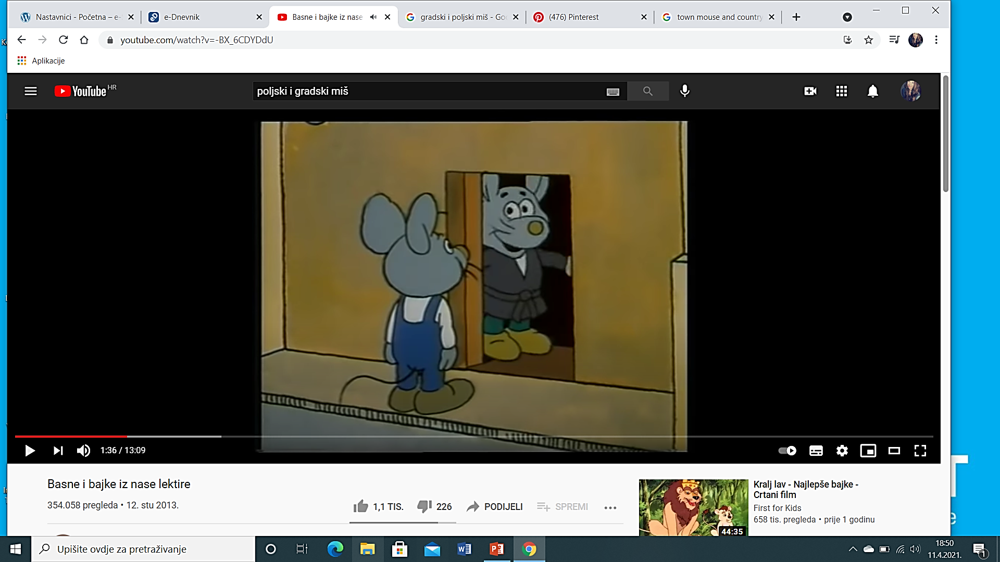 Nastavnici - Početna – e-
e-Dnevnik
Basne i bajke iz nase
gradski i poljski miš - Goo
(476) Pinterest
town mouse and country
youtube.com/watch?v=-BX_6CDYDdU
Aplikacije
YouTube HR
poljski i gradski miš
1:36 / 13:09
Basne i bajke iz nase lektire
354.058 pregleda • 12. stu 2013.
1,1 TIS.
226
PODIJELI
SPREMI
44:35
Kralj lav - Najlepše bajke -
Crtani film
First for Kids
658 tis. pregleda • prije 1 godinu
Upišite ovdje za pretraživanje
18:50
11.4.2021.
1